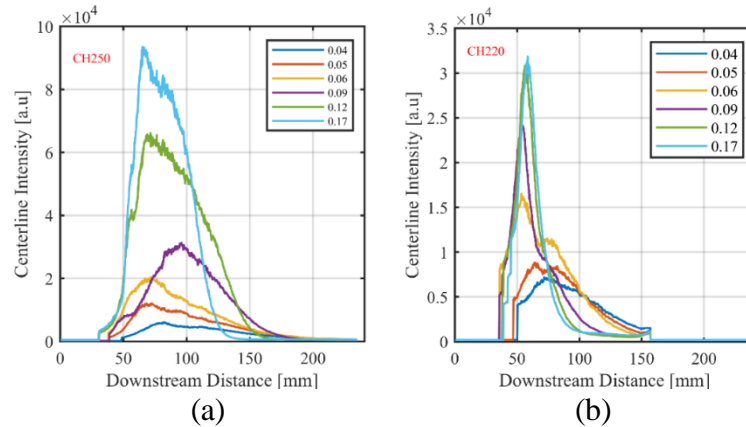 ×10⁴
CH250
0.04
0.05
0.06
0.09
0.12
0.17
10
8
6
4
2
0
0 50 100 150 200
Centerline Intensity [a.u]
Downstream Distance [mm]
(a)
×10⁴
CH220
0.04
0.05
0.06
0.09
0.12
0.17
3.5
3
2.5
2
1.5
1
0.5
0
0 50 100 150 200
Centerline Intensity [a.u]
Downstream Distance [mm]
(b)